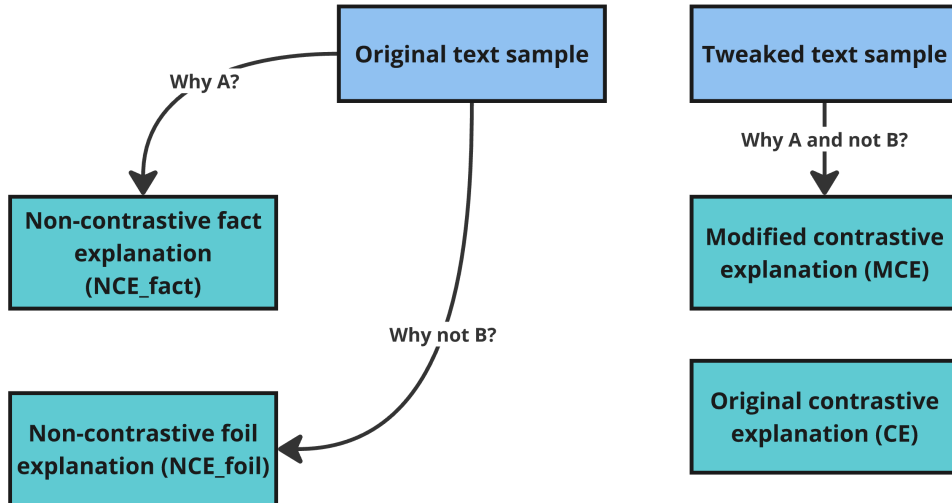 Original text sample
Tweaked text sample
Why A?
Why A and not B?
Non-contrastive fact
explanation
(NCE_fact)
Modified contrastive
explanation (MCE)
Why not B?
Non-contrastive foil
explanation (NCE_foil)
Original contrastive
explanation (CE)